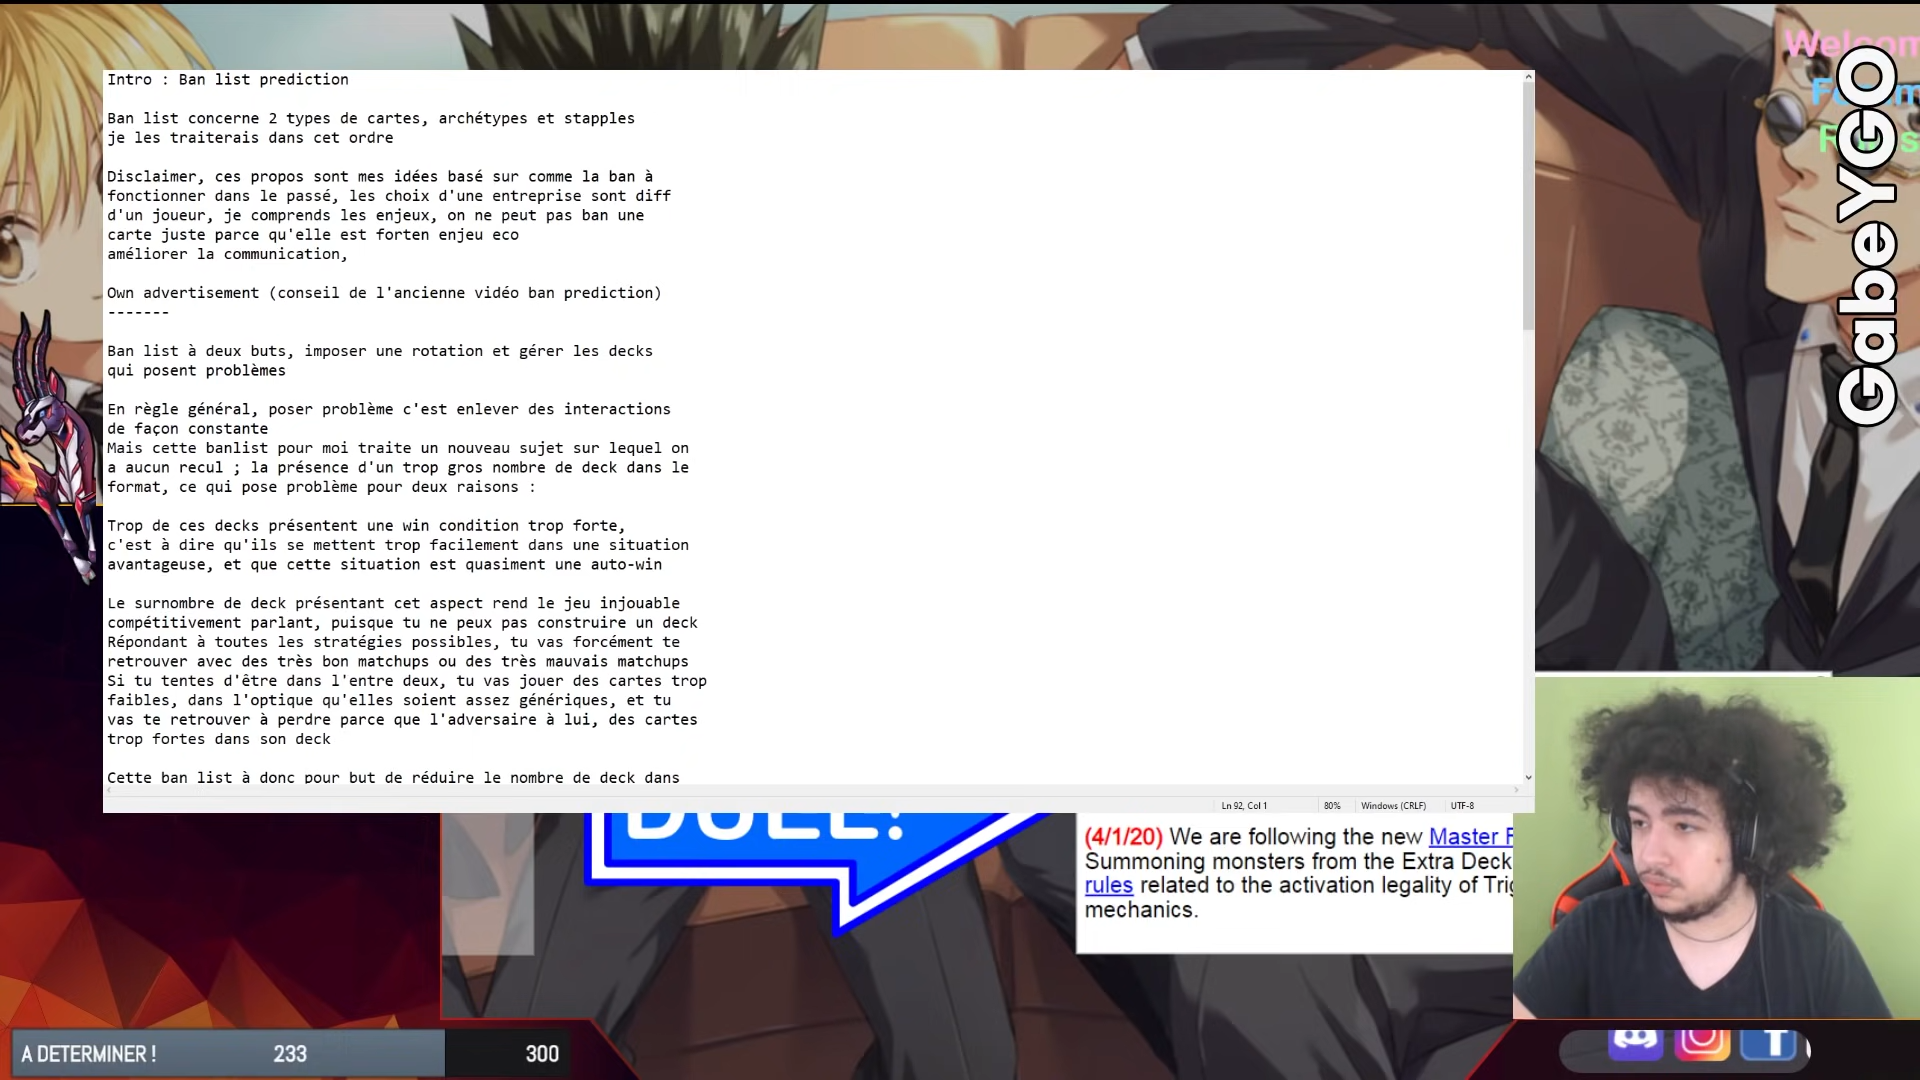 Intro : Ban list prediction
Ban list concerne 2 types de cartes, archétypes et stapples
je les traiterais dans cet ordre
Disclaimer, ces propos sont mes idées basé sur comme la ban à
fonctionner dans le passé, les choix d'une entreprise sont diff
d'un joueur, je comprends les enjeux, on ne peut pas ban une
carte juste parce qu'elle est forten enjeu eco
améliorer la communication,
Own advertisement (conseil de l'ancienne vidéo ban prediction)
-------
Ban list à deux buts, imposer une rotation et gérer les decks
qui posent problèmes
En règle général, poser problème c'est enlever des interactions
de façon constante
Mais cette banlist pour moi traite un nouveau sujet sur lequel on
a aucun recul ; la présence d'un trop gros nombre de deck dans le
format, ce qui pose problème pour deux raisons :
Trop de ces decks présentent une win condition trop forte,
c'est à dire qu'ils se mettent trop facilement dans une situation
avantageuse, et que cette situation est quasiment une auto-win
Le surnombre de deck présentant cet aspect rend le jeu injouable
compétitivement parlant, puisque tu ne peux pas construire un deck
Répondant à toutes les stratégies possibles, tu vas forcément te
retrouver avec des très bon matchups ou des très mauvais matchups
Si tu tentes d'être dans l'entre deux, tu vas jouer des cartes trop
faibles, dans l'optique qu'elles soient assez génériques, et tu
vas te retrouver à perdre parce que l'adversaire à lui, des cartes
trop fortes dans son deck
Cette ban list à donc pour but de réduire le nombre de deck dans
Ln 92, Col 1
80%
Windows (CRLF)
UTF-8
Welcom
GabeYGO
DUEL!
(4/1/20) We are following the new Master
Summoning monsters from the Extra Deck
rules related to the activation legality of
mechanics.
A DETERMINER !
233
300